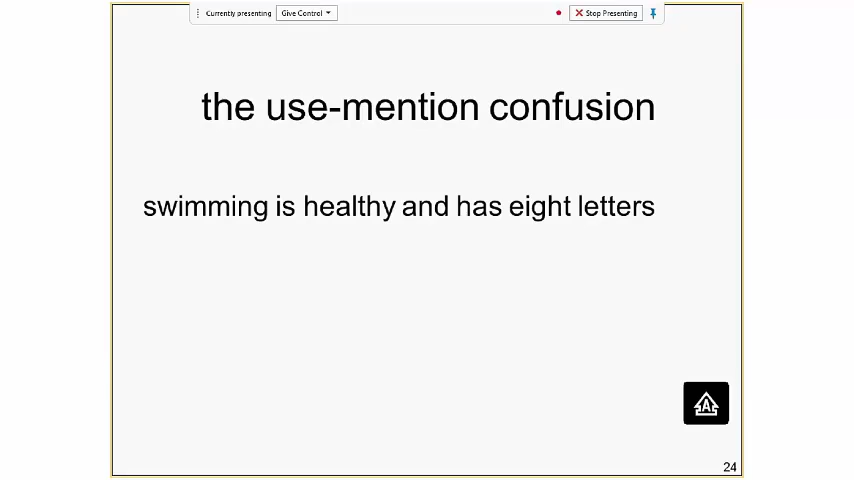 Currently presenting Give Control Stop Presenting
the use-mention confusion
swimming is healthy and has eight letters
A
24